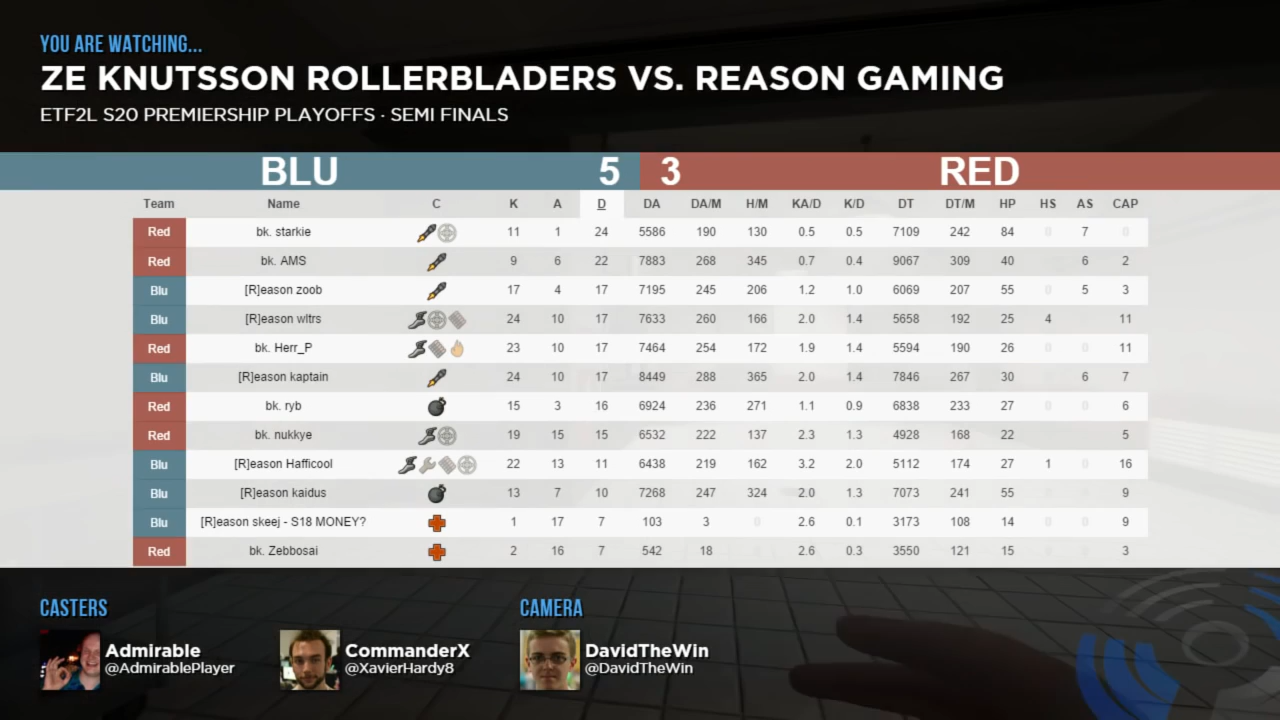 YOU ARE WATCHING...
ZE KNUTSSON ROLLERBLADERS VS. REASON GAMING
ETF2L S20 PREMIERSHIP PLAYOFFS · SEMI FINALS
BLU 5 3 RED
Team Name C K A D DA DA/M H/M KA/D K/D DT DT/M HP HS AS CAP
Red bk. starkie 11 1 24 5586 190 130 0.5 0.5 7109 242 84 0 7 0
Red bk. AMS 9 6 22 7883 268 345 0.7 0.4 9067 309 40 6 2
Blu [R]eason zoob 17 4 17 7195 245 206 1.2 1.0 6069 207 55 0 5 3
Blu [R]eason wltrs 24 10 17 7633 260 166 2.0 1.4 5658 192 25 4 11
Red bk. Herr_P 23 10 17 7464 254 172 1.9 1.4 5594 190 26 0 0 11
Blu [R]eason kaptain 24 10 17 8449 288 365 2.0 1.4 7846 267 30 6 7
Red bk. ryb 15 3 16 6924 236 271 1.1 0.9 6838 233 27 0 0 6
Red bk. nukkye 19 15 15 6532 222 137 2.3 1.3 4928 168 22 5
Blu [R]eason Hafficool 22 13 11 6438 219 162 3.2 2.0 5112 174 27 1 0 16
Blu [R]eason kaidus 13 7 10 7268 247 324 2.0 1.3 7073 241 55 9
Blu [R]eason skeej - S18 MONEY? 1 17 7 103 3 0 2.6 0.1 3173 108 14 0 0 9
Red bk. Zebbosai 2 16 7 542 18 2.6 0.3 3550 121 15 3
CASTERS
Admirable
@AdmirablePlayer
CommanderX
@XavierHardy8
CAMERA
DavidTheWin
@DavidTheWin